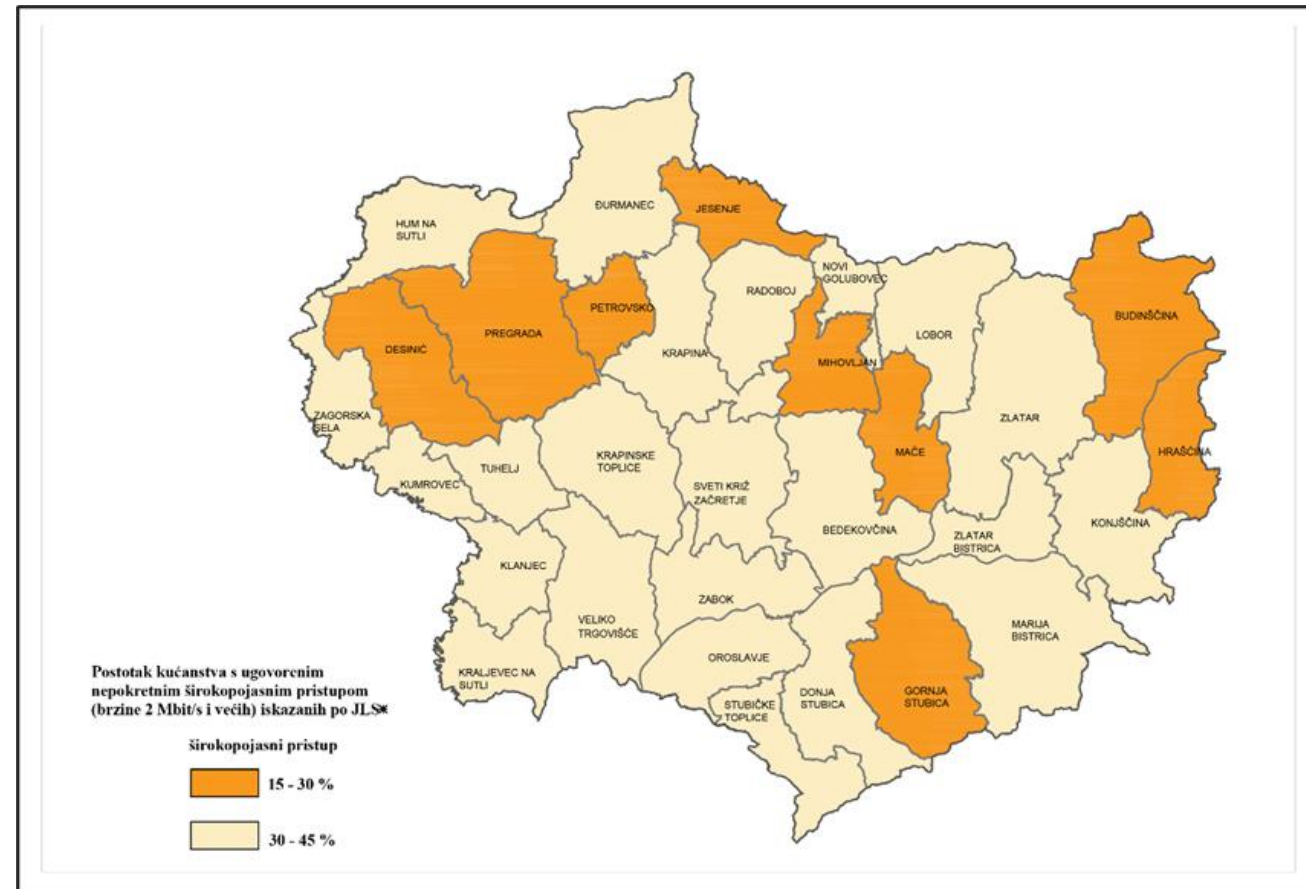 ĐURMANEC
JESENJE
HUM NA
SUTLI
NOVI
GOLUBOVEC
RADOBOJ
PETROVSKO
BUDINŠČINA
PREGRADA
LOBOR
DESINIĆ
KRAPINA
MIHOVLJAN
ZAGORSKA
SELA
ZLATAR
HRAŠĆINA
MAČE
KRAPINSKE
TOPLICE
TUHELJ
KUMROVEC
SVETI KRIŽ
ZAČRETJE
BEDEKOVČINA
KONJŠČINA
ZLATAR
BISTRICA
KLANJEC
ZABOK
VELIKO
TRGOVIŠĆE
MARIJA
BISTRICA
OROSLAVJE
KRALJEVEC NA
SUTLI
STUBIČKE
TOPLICE
DONJA
STUBICA
GORNJA
STUBICA
Postotak kućanstva s ugovorenim
nepokretnim širokopojasnim pristupom
(brzine 2 Mbit/s i većih) iskazanih po JLS*
širokopojasni pristup
15 - 30 %
30 - 45 %